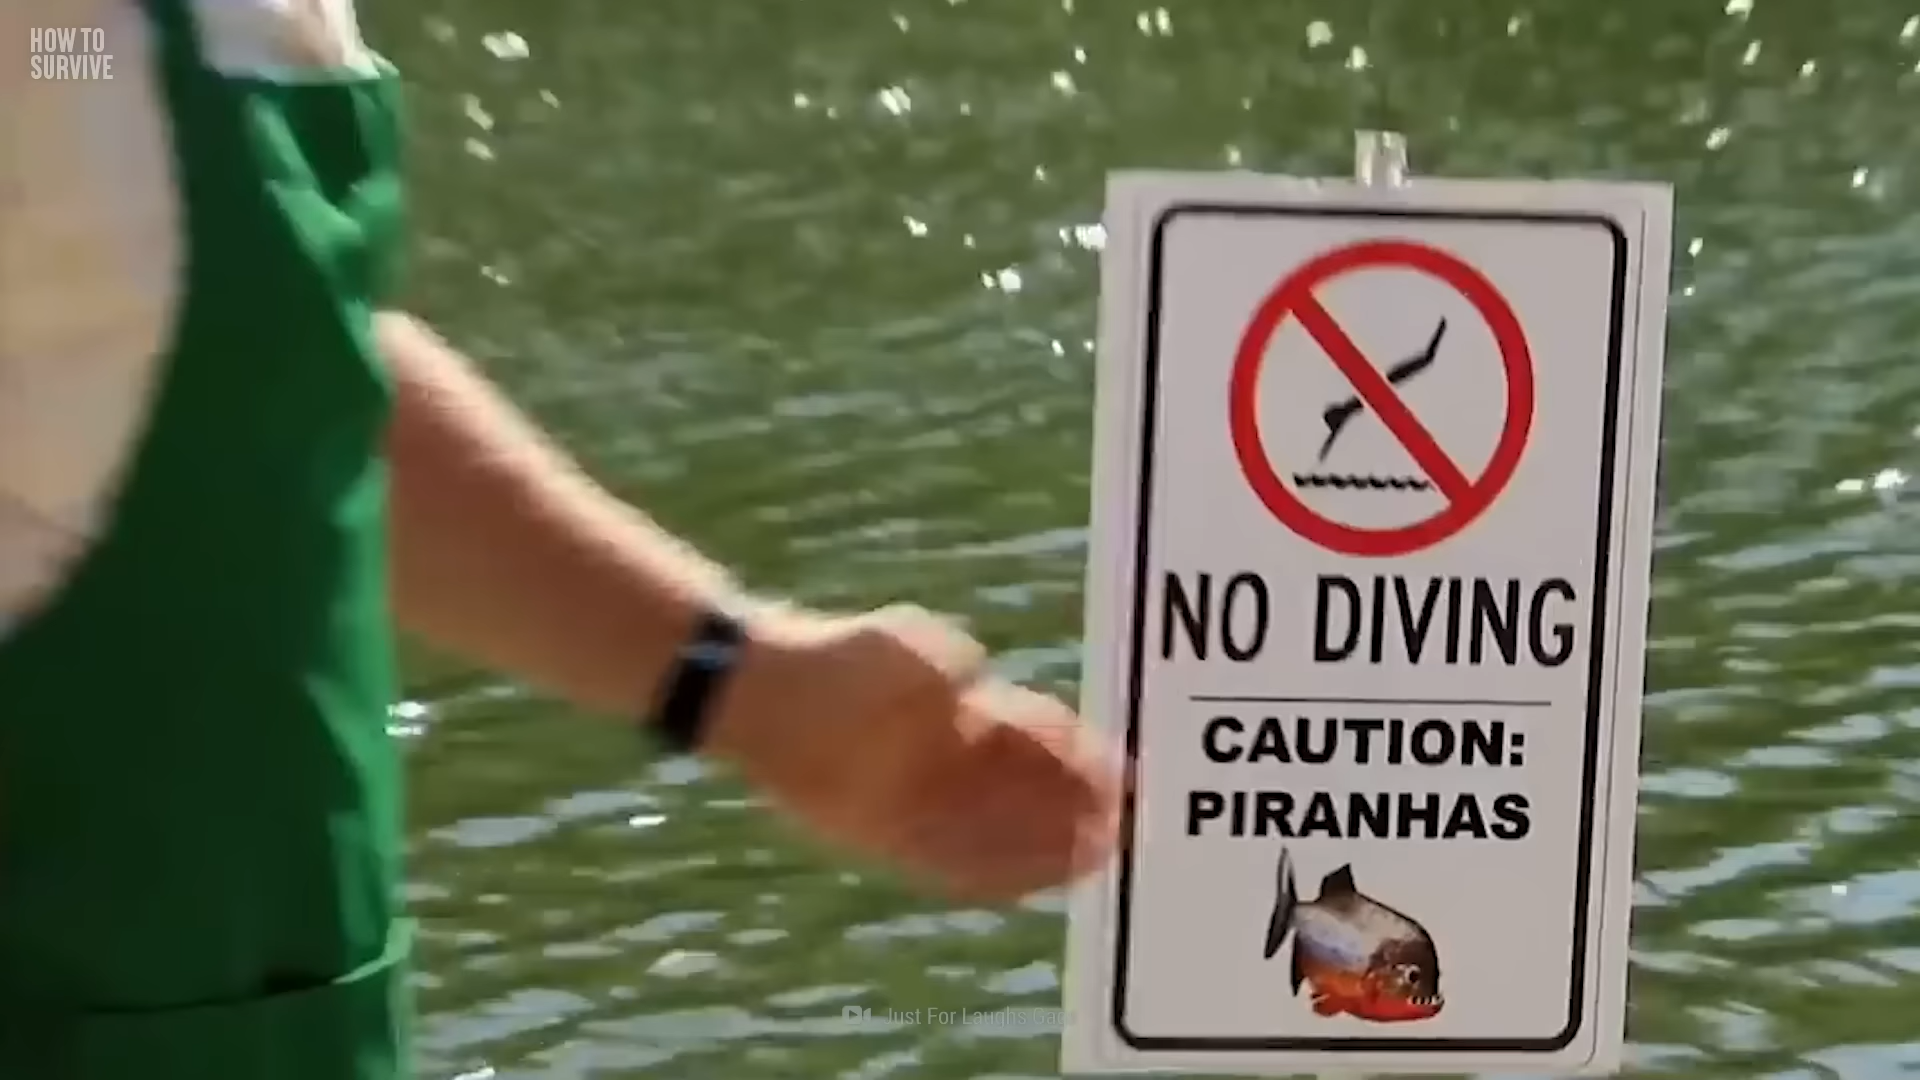 HOW TO
SURVIVE
NO DIVING
CAUTION:
PIRANHAS
Just For Laughs